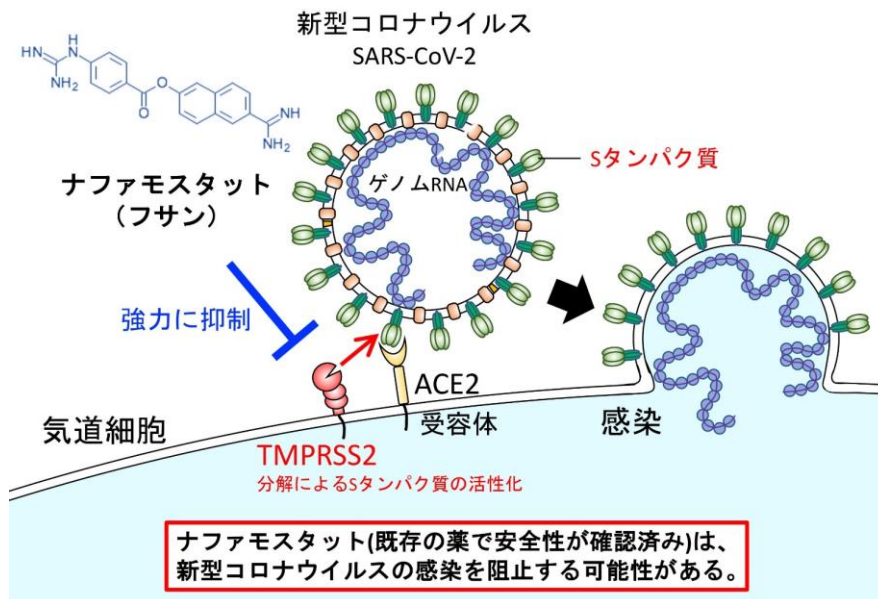 新型コロナウイルス
SARS-CoV-2
HN
H
N
NH₂
O
O
NH
NH₂
ナファモスタット
（フサン）
Sタンパク質
ゲノムRNA
強力に抑制
ACE2
受容体
気道細胞
感染
TMPRSS2
分解によるSタンパク質の活性化
ナファモスタット(既存の薬で安全性が確認済み)は、
新型コロナウイルスの感染を阻止する可能性がある。